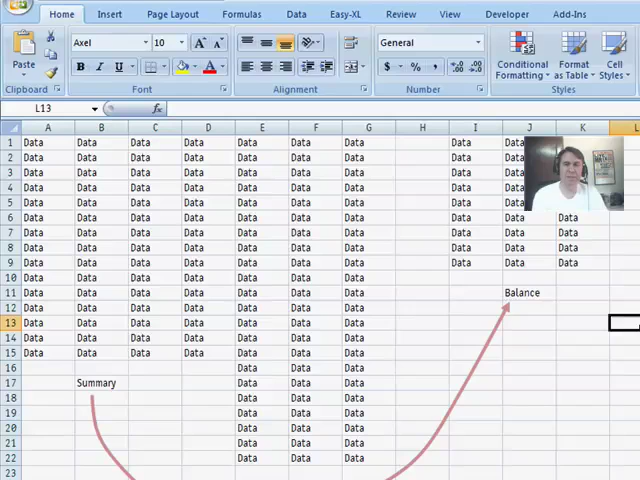 Home Insert Page Layout Formulas Data Easy-XL Review View Developer Add-Ins
Paste
Axel 10
B I U
A A
A
General
$ % ,
Conditional Formatting
Format as Table
Cell Styles
Clipboard Font Alignment Number Styles
L13 fx
A B C D E F G H I J K L
1 Data Data Data Data Data Data Data Data Data
2 Data Data Data Data Data Data Data Data
3 Data Data Data Data Data Data Data Data
4 Data Data Data Data Data Data Data Data
5 Data Data Data Data Data Data Data Data
6 Data Data Data Data Data Data Data Data Data Data
7 Data Data Data Data Data Data Data Data Data Data
8 Data Data Data Data Data Data Data Data Data Data
9 Data Data Data Data Data Data Data Data Data Data
10 Data Data Data Data Data Data Data
11 Data Data Data Data Data Data Data Balance
12 Data Data Data Data Data Data Data
13 Data Data Data Data Data Data Data
14 Data Data Data Data Data Data Data
15 Data Data Data Data Data Data Data
16 Data Data Data
17 Summary Data Data Data
18 Data Data Data
19 Data Data Data
20 Data Data Data
21 Data Data Data
22 Data Data Data
23